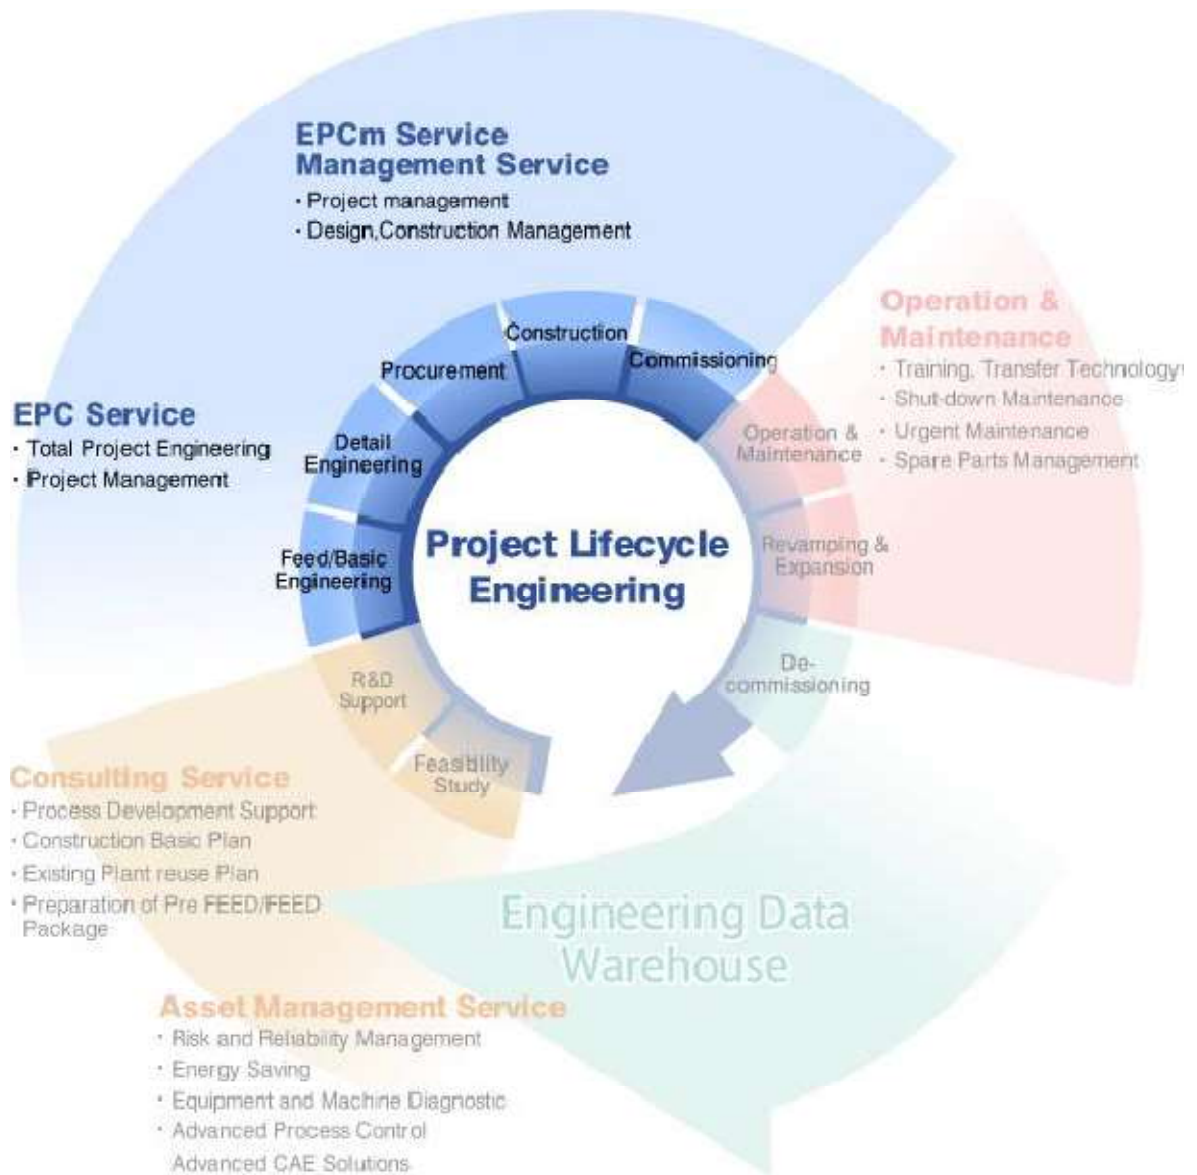 EPCm Service
Management Service
· Project management
· Design,Construction Management
EPC Service
· Total Project Engineering
· Project Management
Operation &
Maintenance
· Training, Transfer Technology
· Shut-down Maintenance
· Urgent Maintenance
· Spare Parts Management
Construction
Commissioning
Procurement
Detail
Engineering
Feed/Basic
Engineering
Operation &
Maintenance
Revamping &
Expansion
De-
commissioning
R&D
Support
Feasibility
Study
Project Lifecycle
Engineering
Consulting Service
· Process Development Support
· Construction Basic Plan
· Existing Plant reuse Plan
· Preparation of Pre FEED/FEED
Package
Engineering Data
Warehouse
Asset Management Service
· Risk and Reliability Management
· Energy Saving
· Equipment and Machine Diagnostic
· Advanced Process Control
Advanced CAE Solutions